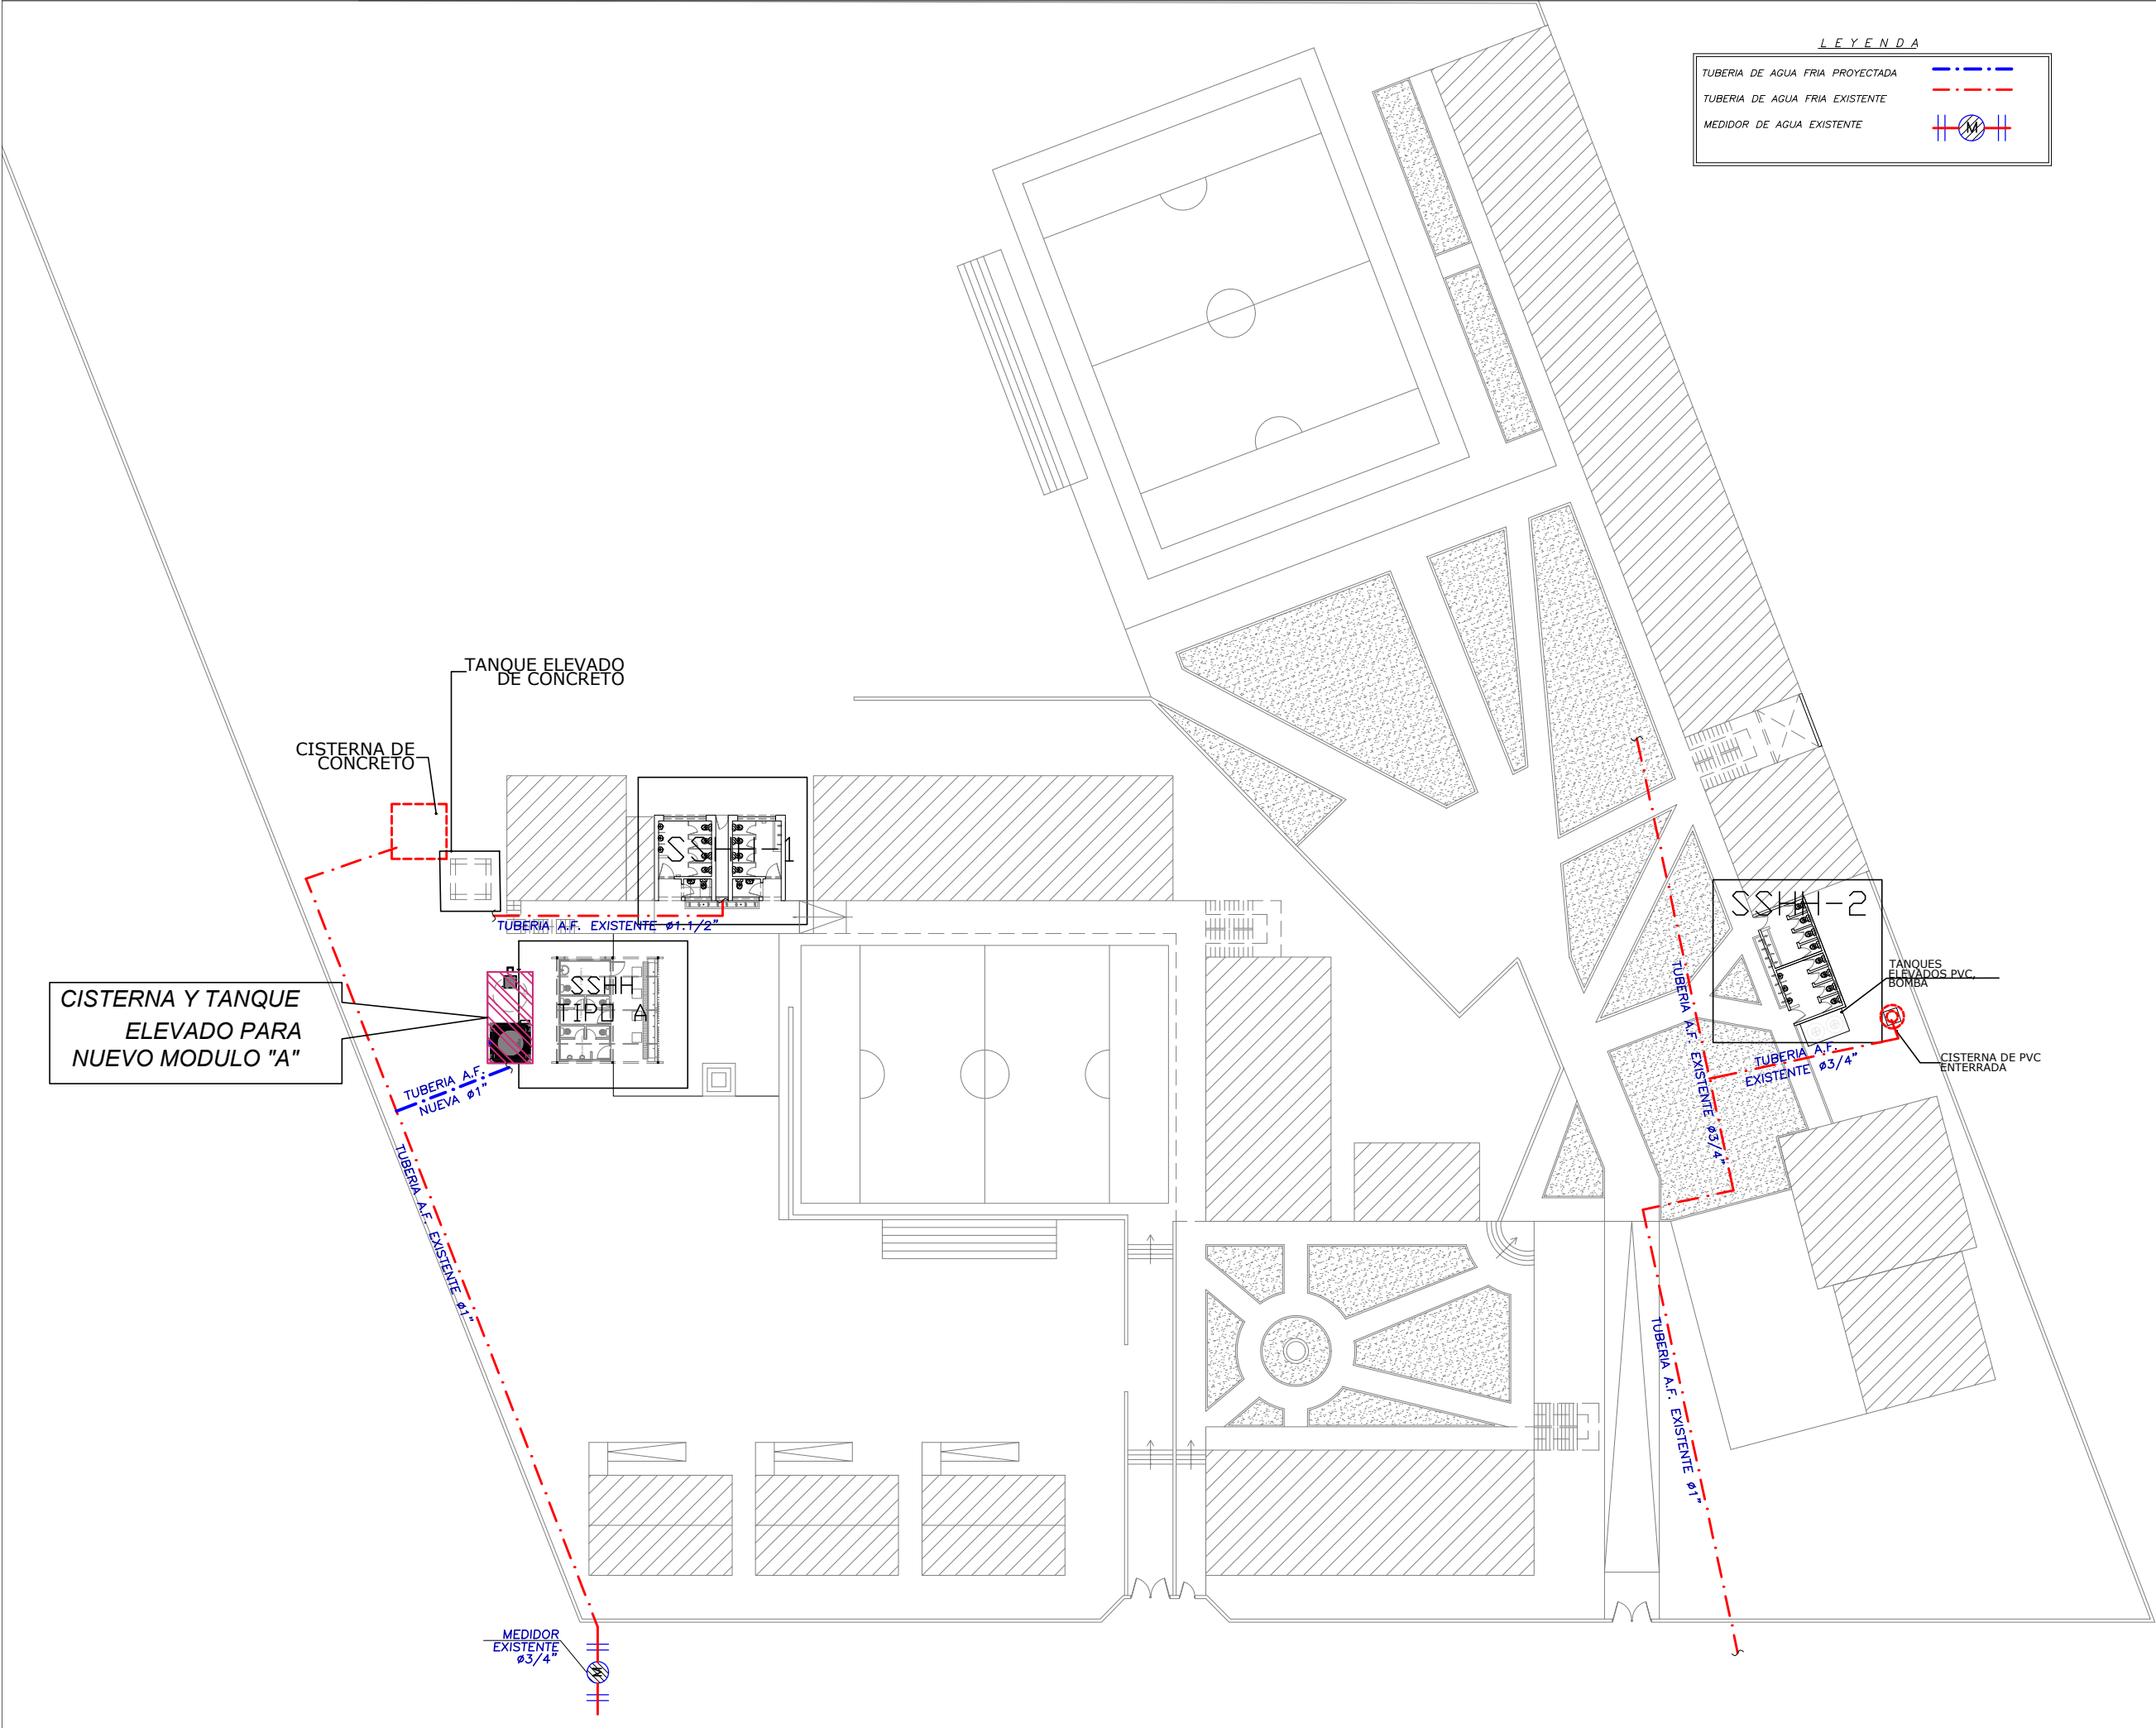 L E Y E N D A
TUBERIA DE AGUA FRIA PROYECTADA
TUBERIA DE AGUA FRIA EXISTENTE
MEDIDOR DE AGUA EXISTENTE
M
TANQUE ELEVADO
DE CONCRETO
CISTERNA DE
CONCRETO
SSHH-1
TUBERIA A.F. EXISTENTE ø1.1/2"
SSHH
TIPO A
CISTERNA Y TANQUE
ELEVADO PARA
NUEVO MODULO "A"
TUBERIA A.F.
NUEVA ø1"
TUBERIA A.F. EXISTENTE ø1"
MEDIDOR
EXISTENTE
ø3/4"
M
SSHH-2
TANQUES
ELEVADOS PVC,
BOMBA
CISTERNA DE PVC
ENTERRADA
TUBERIA A.F.
EXISTENTE ø3/4"
TUBERIA A.F. EXISTENTE ø3/4"
TUBERIA A.F. EXISTENTE ø1"